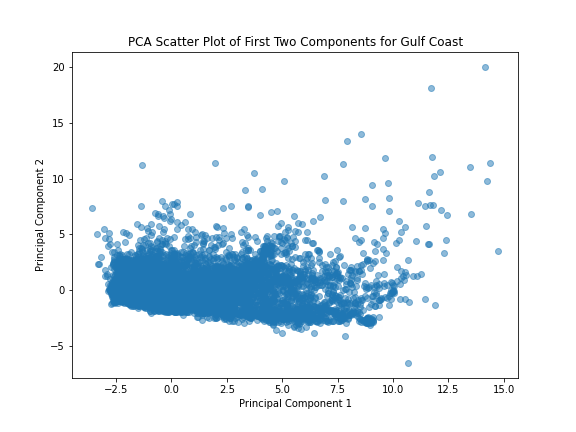 PCA Scatter Plot of First Two Components for Gulf Coast
20
15
10
5
0
−5
Principal Component 2
−2.5 0.0 2.5 5.0 7.5 10.0 12.5 15.0
Principal Component 1